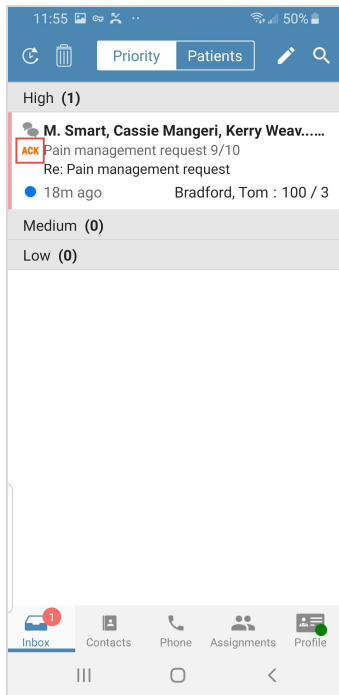 11:55 50%
Priority Patients
High (1)
M. Smart, Cassie Mangeri, Kerry Weav...…
ACK Pain management request 9/10
Re: Pain management request
18m ago Bradford, Tom : 100 / 3
Medium (0)
Low (0)
1
Inbox Contacts Phone Assignments Profile